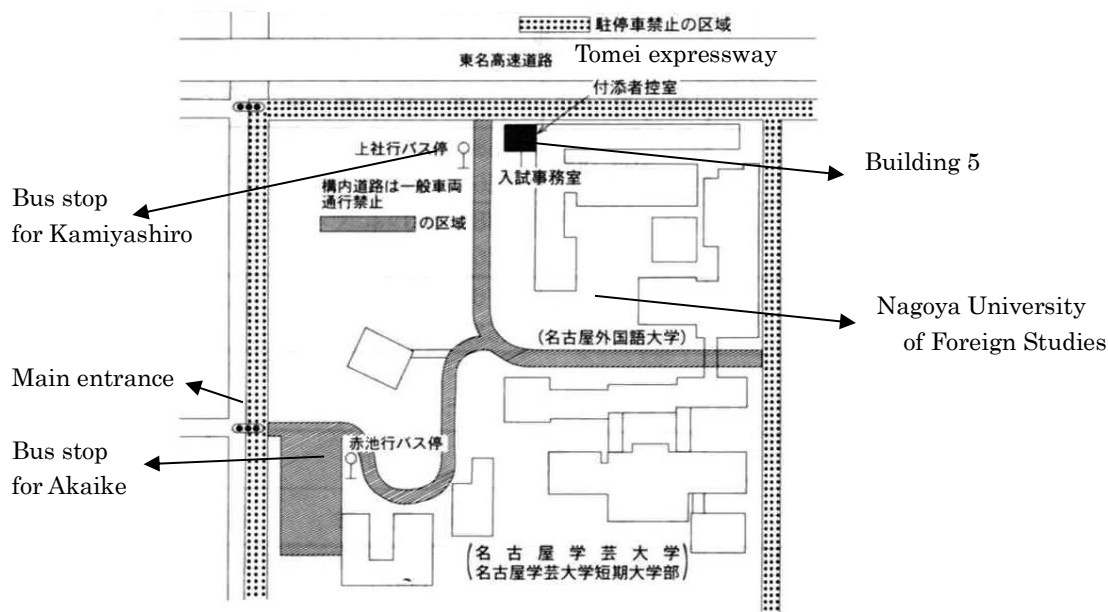 駐停車禁止の区域
東名高速道路 Tomei expressway
付添者控室
上社行バス停
Building 5
入試事務室
構内道路は一般車両
通行禁止
の区域
Bus stop
for Kamiyashiro
(名古屋外国語大学)
Nagoya University
of Foreign Studies
Main entrance
赤池行バス停
Bus stop
for Akaike
名古屋学芸大学
名古屋学芸大学短期大学部